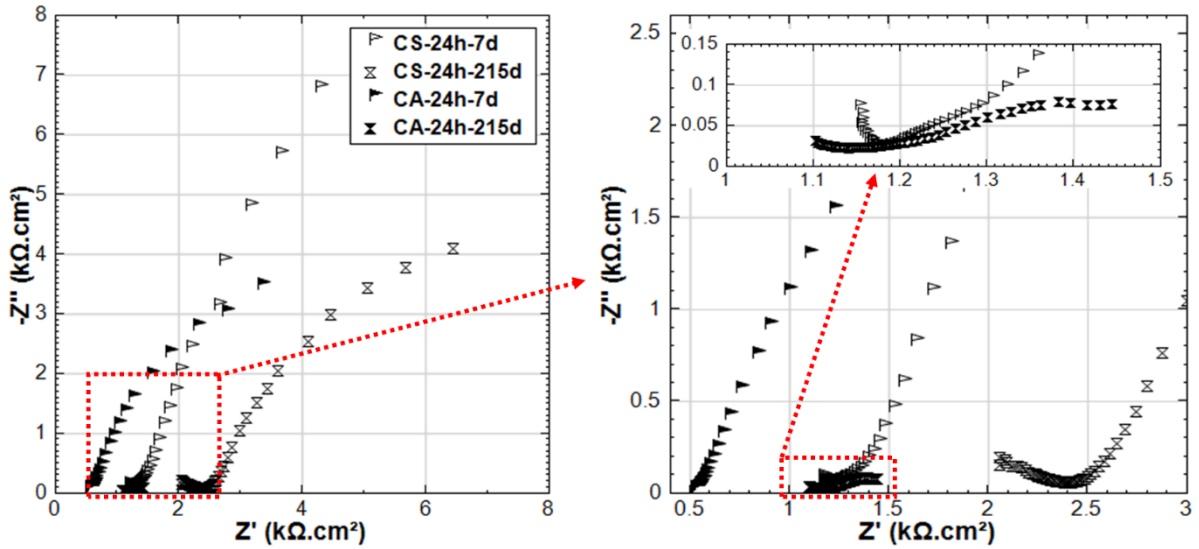 8
7
6
5
4
3
2
1
0
-Z'' (kΩ.cm²)
CS-24h-7d
CS-24h-215d
CA-24h-7d
CA-24h-215d
0 2 4 6 8
Z' (kΩ.cm²)
2.5
2
1.5
1
0.5
0
-Z'' (kΩ.cm²)
0.15
0.1
0.05
0
1 1.1 1.2 1.3 1.4 1.5
0.5 1 1.5 2 2.5 3
Z' (kΩ.cm²)